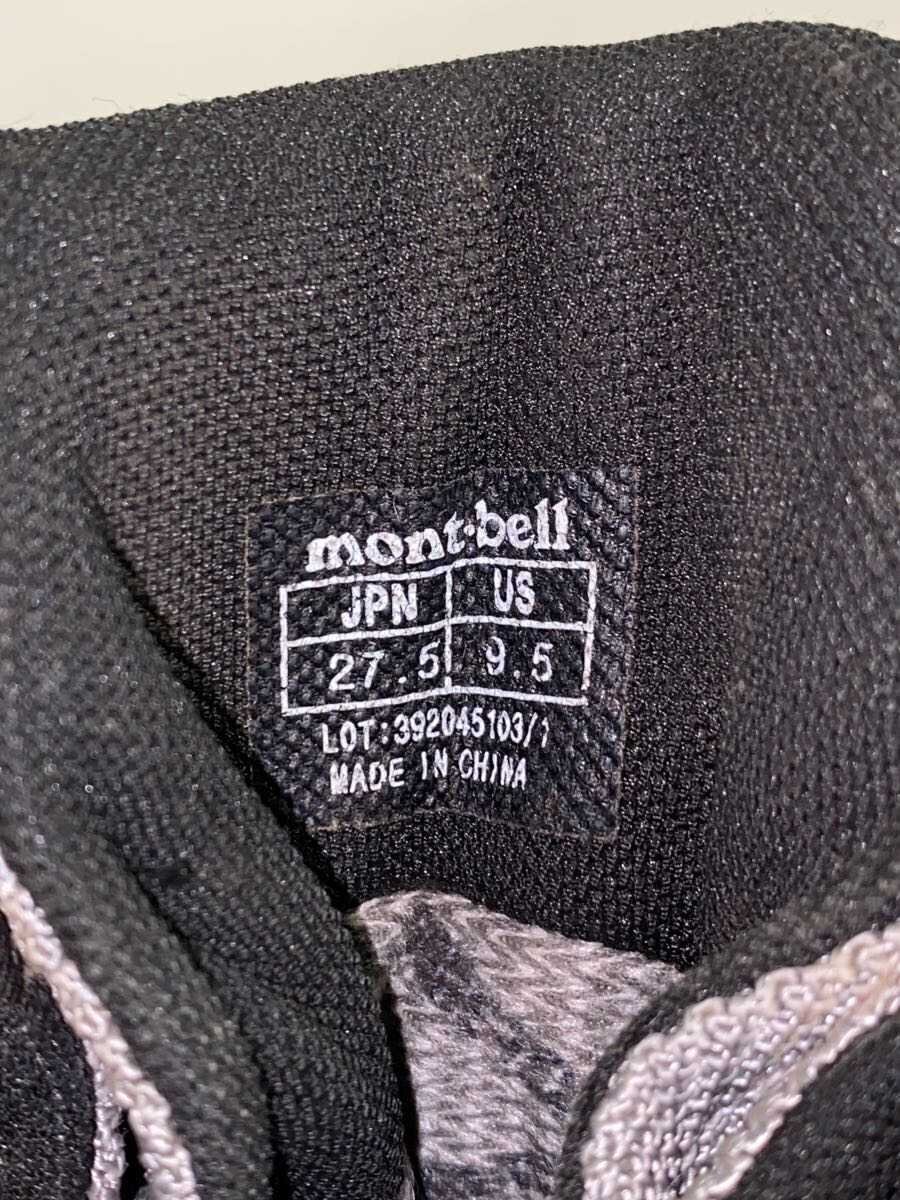 mont·bell
JPN US
27.5 9.5
LOT:392045103/1
MADE IN CHINA